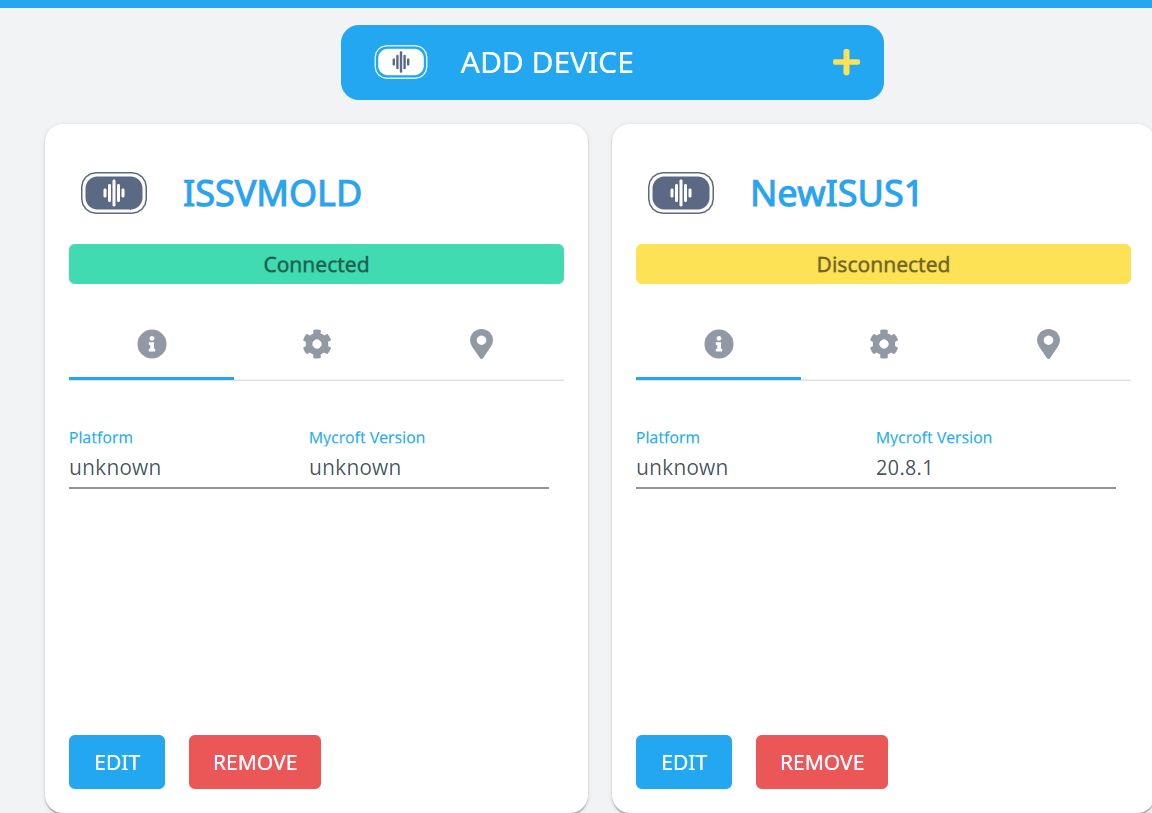 ADD DEVICE
ISSVMOLD
Connected
Platform
Mycroft Version
unknown
unknown
EDIT
REMOVE
NewISUS1
Disconnected
Platform
Mycroft Version
unknown
20.8.1
EDIT
REMOVE